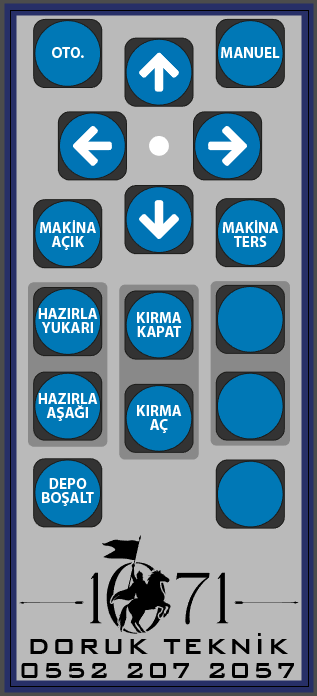 OTO.
MANUEL
MAKİNA
AÇIK
MAKİNA
TERS
HAZIRLA
YUKARI
KIRMA
KAPAT
HAZIRLA
AŞAĞI
KIRMA
AÇ
DEPO
BOŞALT
1071
DORUK TEKNİK
0552 207 2057